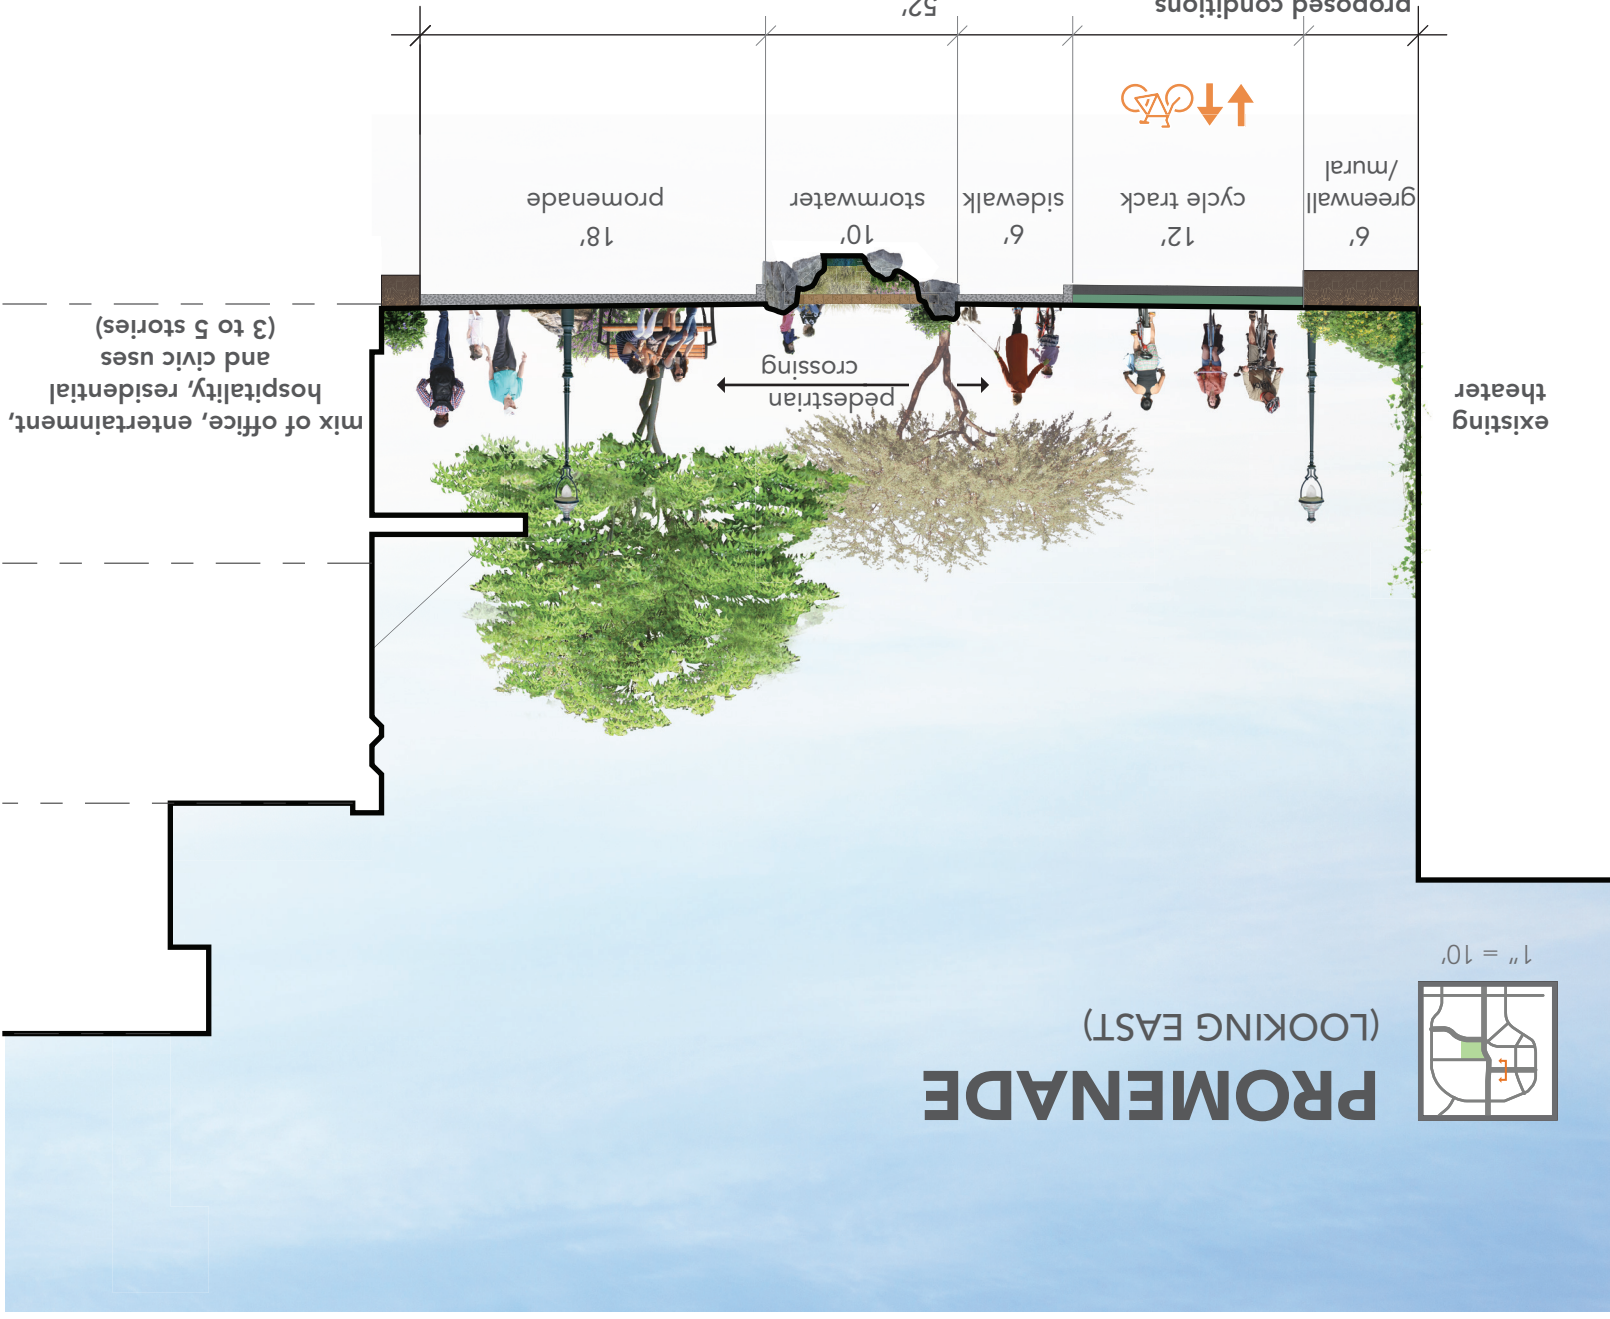 PROMENADE
(LOOKING EAST)
1" = 10'
existing
theater
pedestrian
crossing
mix of office, entertainment,
hospitality, residential
and civic uses
(3 to 5 stories)
6'
greenwall
/mural
12'
cycle track
6'
sidewalk
10'
stormwater
18'
promenade
proposed conditions
52'